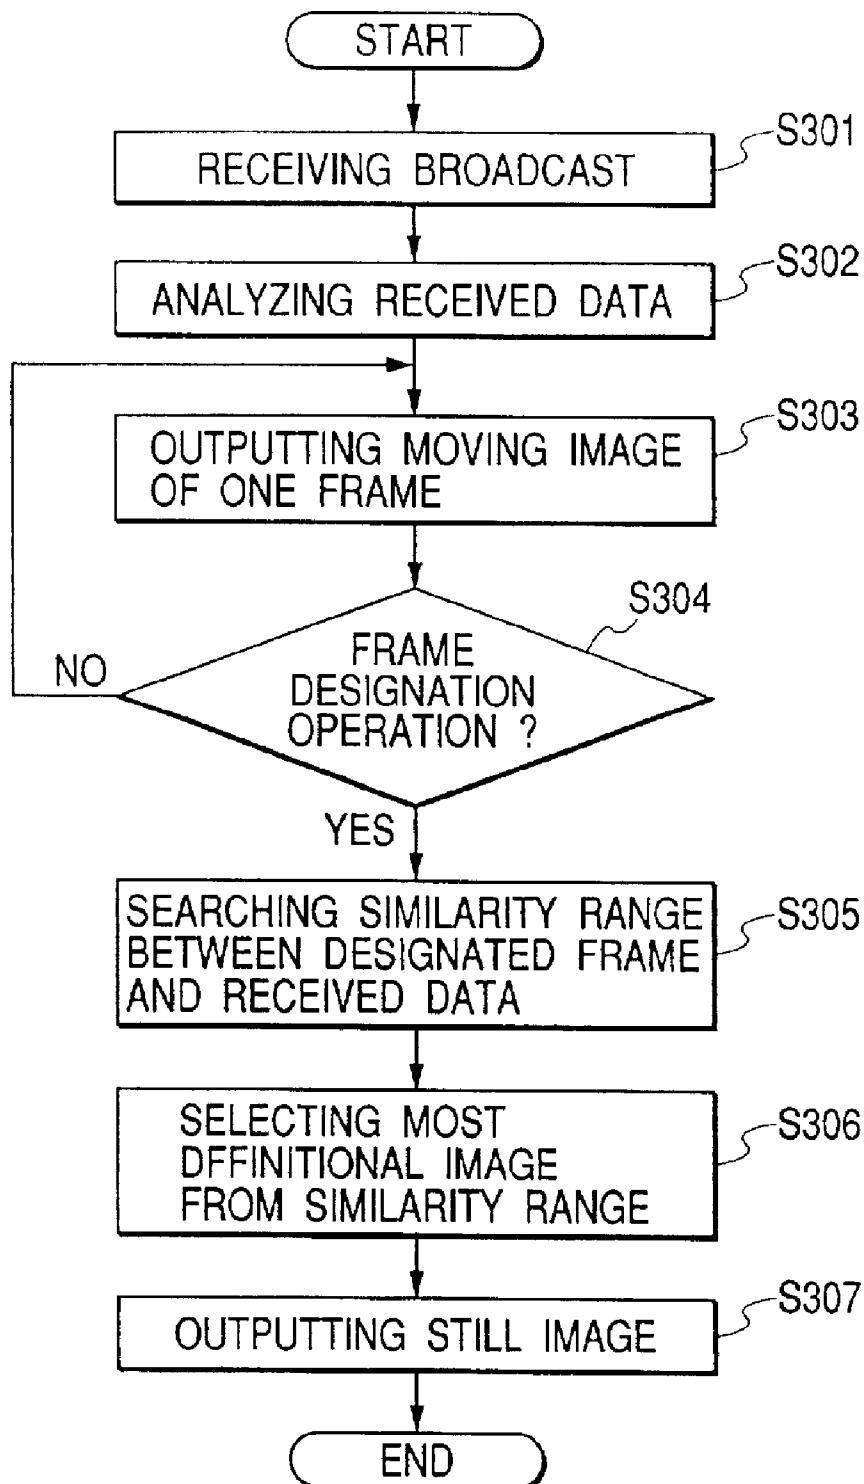 START
S301
RECEIVING BROADCAST
S302
ANALYZING RECEIVED DATA
S303
OUTPUTTING MOVING IMAGE
OF ONE FRAME
S304
FRAME
DESIGNATION
OPERATION ?
NO
YES
S305
SEARCHING SIMILARITY RANGE
BETWEEN DESIGNATED FRAME
AND RECEIVED DATA
S306
SELECTING MOST
DFFINITIONAL IMAGE
FROM SIMILARITY RANGE
S307
OUTPUTTING STILL IMAGE
END